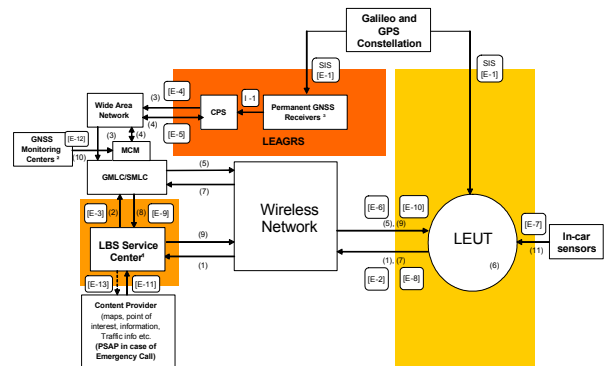 Galileo and
GPS
Constellation
SIS
[E-1]
SIS
[E-1]
[E-4]
(3)
I -1
Wide Area
Network
CPS
Permanent GNSS
Receivers ³
(4)
[E-5]
LEAGRS
[E-12]
(3)
(4)
GNSS
Monitoring
Centers ²
(10)
MCM
GMLC/SMLC
(5)
(7)
Wireless
Network
[E-3]
(2)
(8)
[E-9]
[E-6]
[E-10]
(5), (9)
[E-7]
LEUT
In-car
sensors
(11)
(6)
LBS Service
Center¹
(9)
(1)
(1), (7)
[E-2]
[E-8]
[E-13]
[E-11]
Content Provider
(maps, point of
interest, information,
Traffic info etc.
(PSAP in case of
Emergency Call)